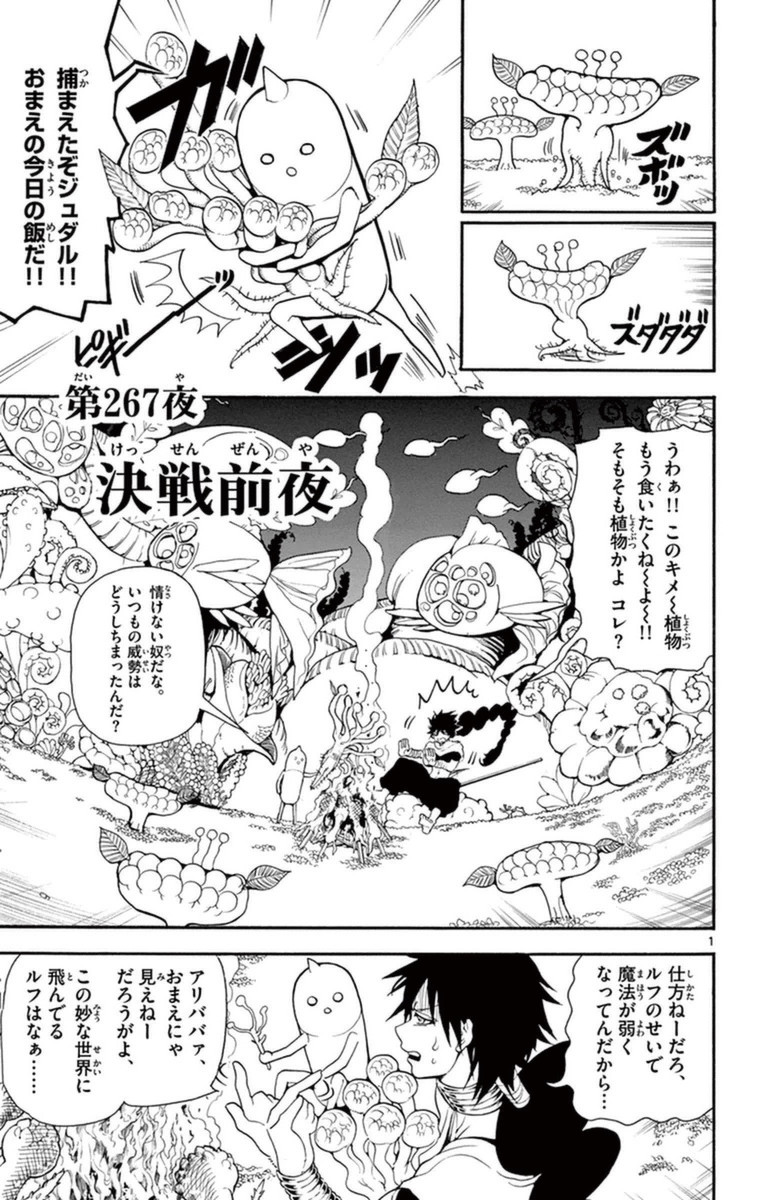 ズボッ
ズダダダ
ガッ
捕まえたぞジュダル!!
おまえの今日の飯だ!!
ピギーッ
第267夜
決戦前夜
うわぁ!! このキメ〜植物
もう食いたくね〜よ〜!!
そもそも植物かよ コレ?
情けない奴だな。
いつもの威勢は
どうしちまったんだ?
1
仕方ねーだろ、
ルフのせいで
魔法が弱く
なってんだから…
アリババァ、
おまえにゃ
見えねー
だろうがよ、
この妙な世界に
飛んでる
ルフはなぁ……